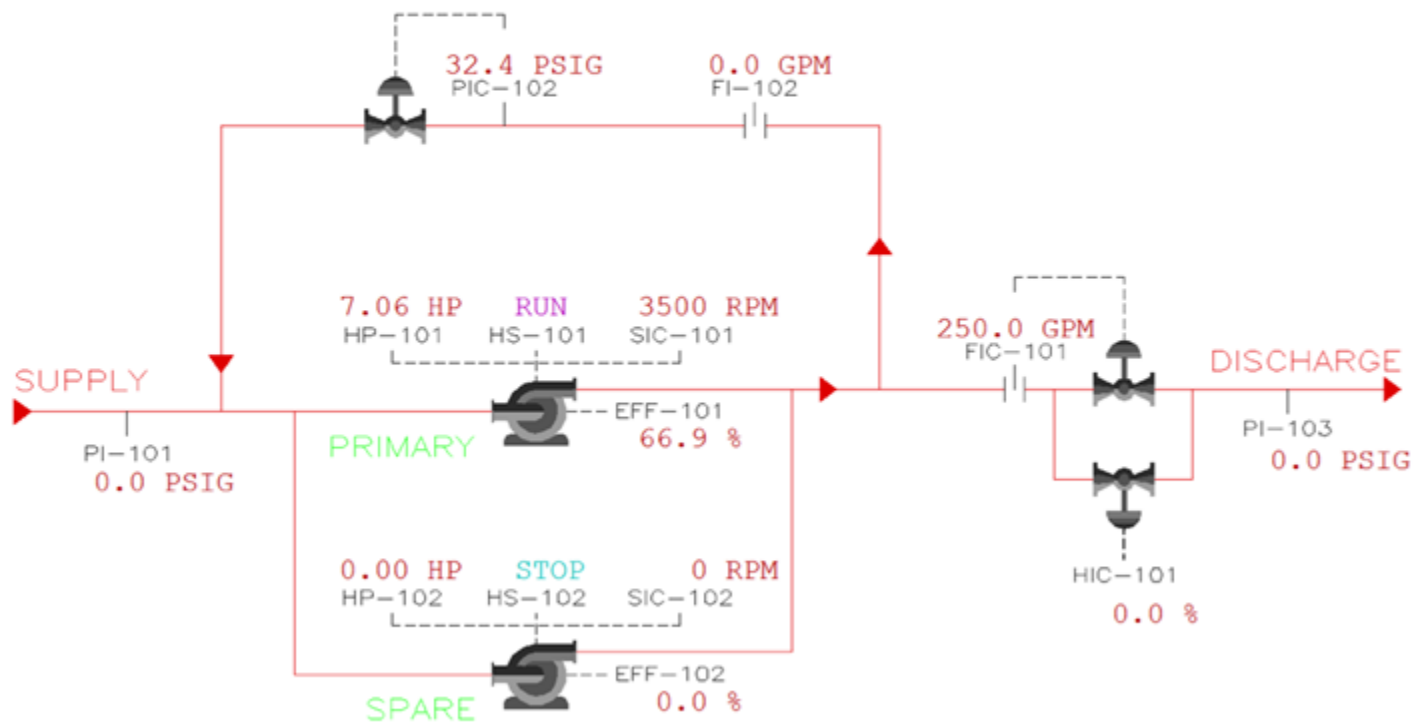 32.4 PSIG
PIC-102
0.0 GPM
FI-102
7.06 HP
HP-101
RUN
HS-101
3500 RPM
SIC-101
250.0 GPM
FIC-101
SUPPLY
DISCHARGE
PI-101
0.0 PSIG
PRIMARY
EFF-101
66.9 %
PI-103
0.0 PSIG
0.00 HP
HP-102
STOP
HS-102
0 RPM
SIC-102
HIC-101
0.0 %
SPARE
EFF-102
0.0 %